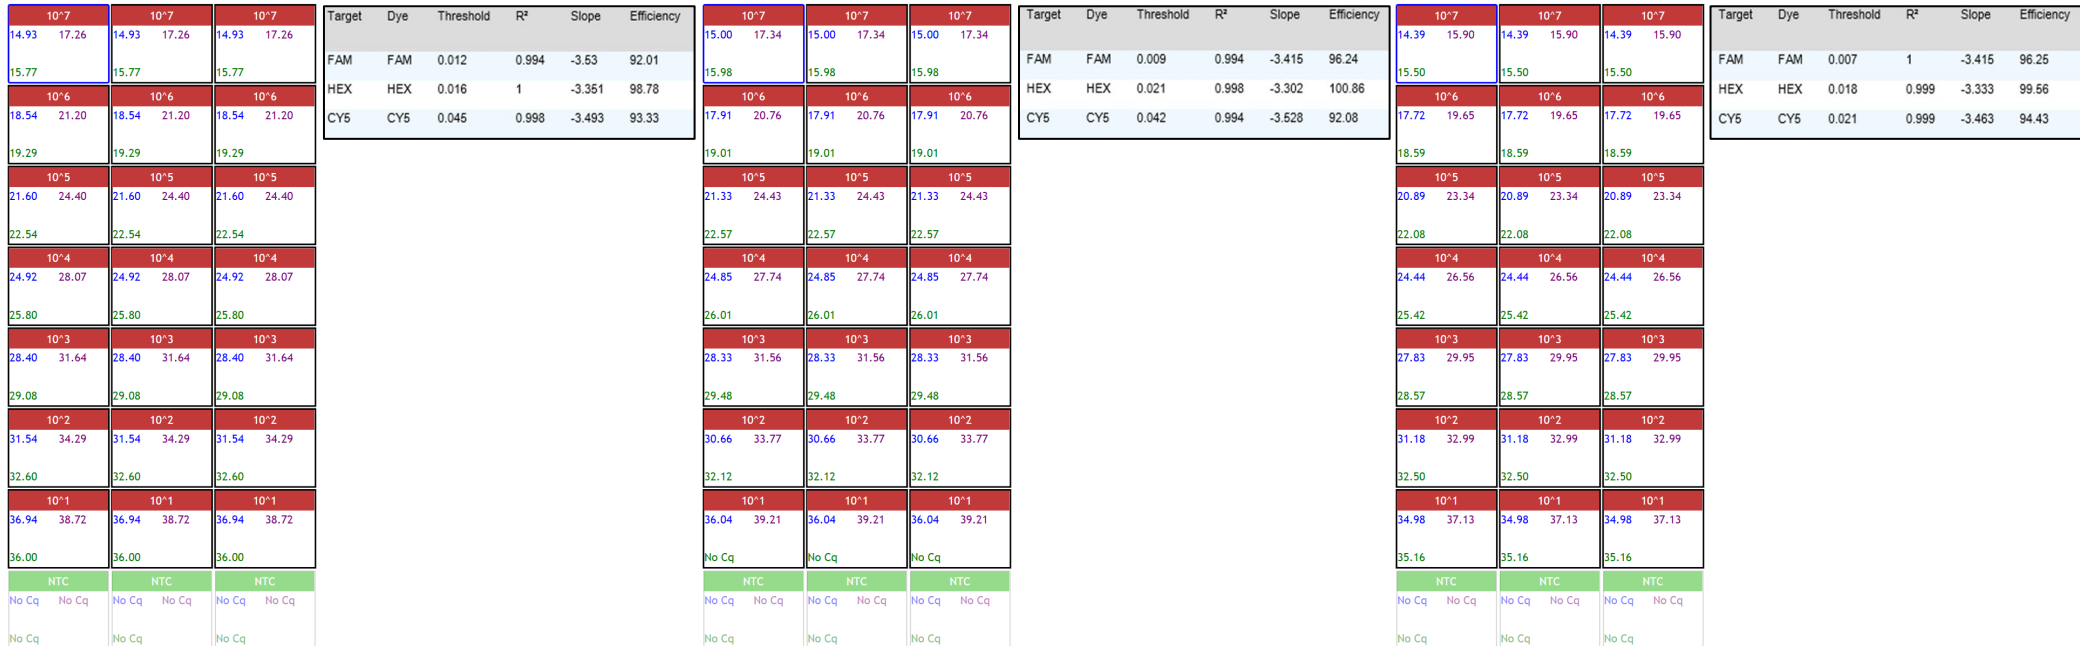 10^7 10^7 10^7
14.93 17.26 14.93 17.26 14.93 17.26
15.77 15.77 15.77
10^6 10^6 10^6
18.54 21.20 18.54 21.20 18.54 21.20
19.29 19.29 19.29
10^5 10^5 10^5
21.60 24.40 21.60 24.40 21.60 24.40
22.54 22.54 22.54
10^4 10^4 10^4
24.92 28.07 24.92 28.07 24.92 28.07
25.80 25.80 25.80
10^3 10^3 10^3
28.40 31.64 28.40 31.64 28.40 31.64
29.08 29.08 29.08
10^2 10^2 10^2
31.54 34.29 31.54 34.29 31.54 34.29
32.60 32.60 32.60
10^1 10^1 10^1
36.94 38.72 36.94 38.72 36.94 38.72
36.00 36.00 36.00
NTC NTC NTC
No Cq No Cq No Cq No Cq No Cq No Cq
No Cq No Cq No Cq
Target Dye Threshold R² Slope Efficiency
FAM FAM 0.012 0.994 -3.53 92.01
HEX HEX 0.016 1 -3.351 98.78
CY5 CY5 0.045 0.998 -3.493 93.33
10^7 10^7 10^7
15.00 17.34 15.00 17.34 15.00 17.34
15.98 15.98 15.98
10^6 10^6 10^6
17.91 20.76 17.91 20.76 17.91 20.76
19.01 19.01 19.01
10^5 10^5 10^5
21.33 24.43 21.33 24.43 21.33 24.43
22.57 22.57 22.57
10^4 10^4 10^4
24.85 27.74 24.85 27.74 24.85 27.74
26.01 26.01 26.01
10^3 10^3 10^3
28.33 31.56 28.33 31.56 28.33 31.56
29.48 29.48 29.48
10^2 10^2 10^2
30.66 33.77 30.66 33.77 30.66 33.77
32.12 32.12 32.12
10^1 10^1 10^1
36.04 39.21 36.04 39.21 36.04 39.21
No Cq No Cq No Cq
NTC NTC NTC
No Cq No Cq No Cq No Cq No Cq No Cq
No Cq No Cq No Cq
Target Dye Threshold R² Slope Efficiency
FAM FAM 0.009 0.994 -3.415 96.24
HEX HEX 0.021 0.998 -3.302 100.86
CY5 CY5 0.042 0.994 -3.528 92.08
10^7 10^7 10^7
14.39 15.90 14.39 15.90 14.39 15.90
15.50 15.50 15.50
10^6 10^6 10^6
17.72 19.65 17.72 19.65 17.72 19.65
18.59 18.59 18.59
10^5 10^5 10^5
20.89 23.34 20.89 23.34 20.89 23.34
22.08 22.08 22.08
10^4 10^4 10^4
24.44 26.56 24.44 26.56 24.44 26.56
25.42 25.42 25.42
10^3 10^3 10^3
27.83 29.95 27.83 29.95 27.83 29.95
28.57 28.57 28.57
10^2 10^2 10^2
31.18 32.99 31.18 32.99 31.18 32.99
32.50 32.50 32.50
10^1 10^1 10^1
34.98 37.13 34.98 37.13 34.98 37.13
35.16 35.16 35.16
NTC NTC NTC
No Cq No Cq No Cq No Cq No Cq No Cq
No Cq No Cq No Cq
Target Dye Threshold R² Slope Efficiency
FAM FAM 0.007 1 -3.415 96.25
HEX HEX 0.018 0.999 -3.333 99.56
CY5 CY5 0.021 0.999 -3.463 94.43